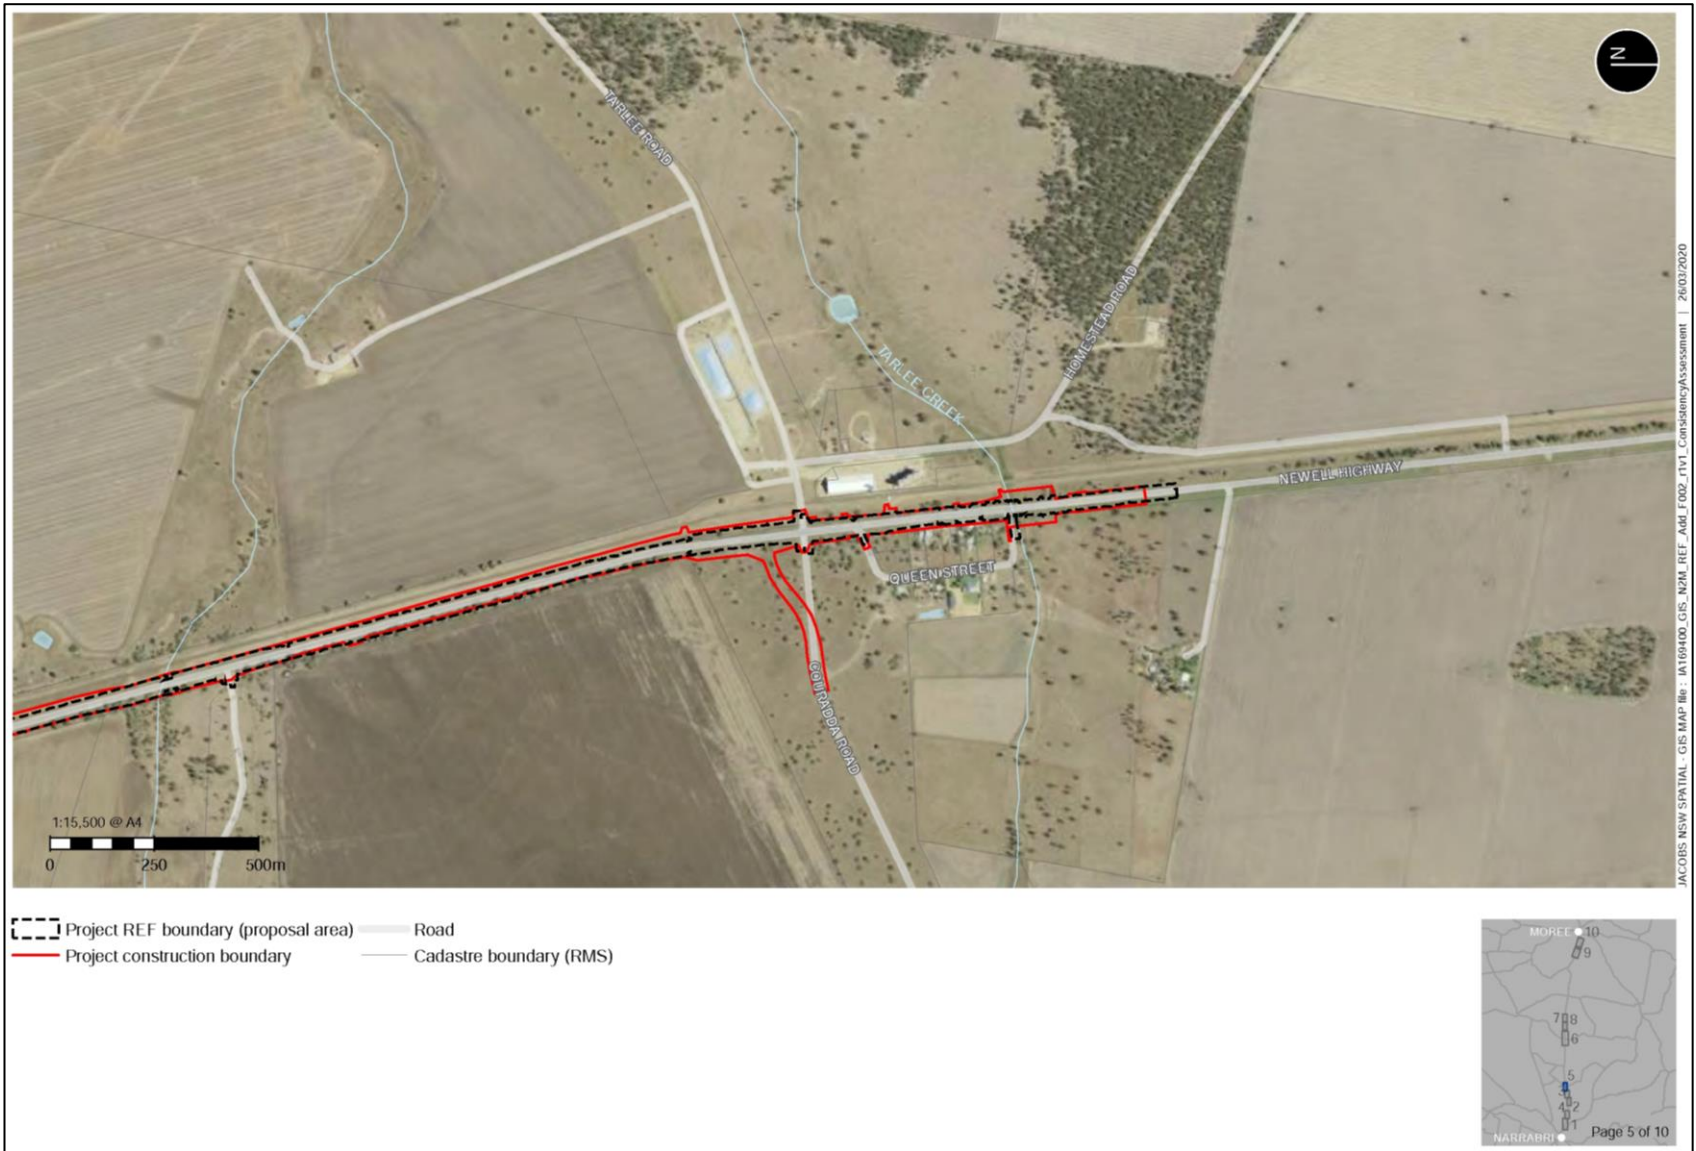 N
TARLEE ROAD
HOMESTEAD ROAD
TARLEE CREEK
NEWELL HIGHWAY
QUEEN STREET
COURADDA ROAD
1:15,500 @ A4
0 250 500m
JACOBS NSW SPATIAL - GIS MAP file : IA169400_GIS_N2M_REF_Add_F002_r1v1_ConsistencyAssessment | 26/03/2020
Project REF boundary (proposal area) Road
Project construction boundary Cadastre boundary (RMS)
MOREE 10
9
7 8
6
5
3
4 2
1
NARRABRI Page 5 of 10